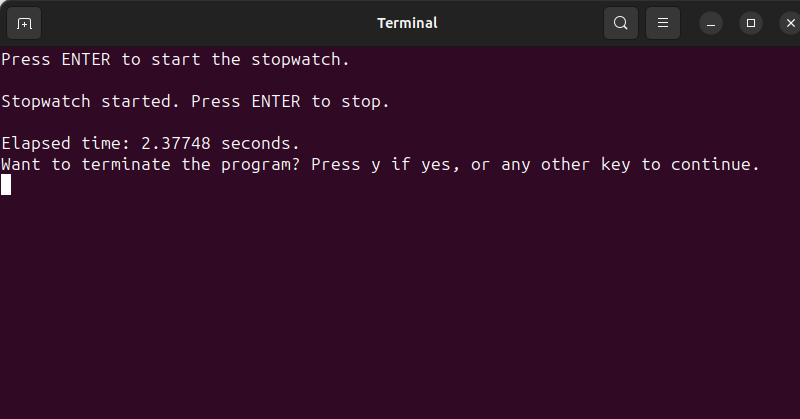 Terminal
Press ENTER to start the stopwatch.
Stopwatch started. Press ENTER to stop.
Elapsed time: 2.37748 seconds.
Want to terminate the program? Press y if yes, or any other key to continue.